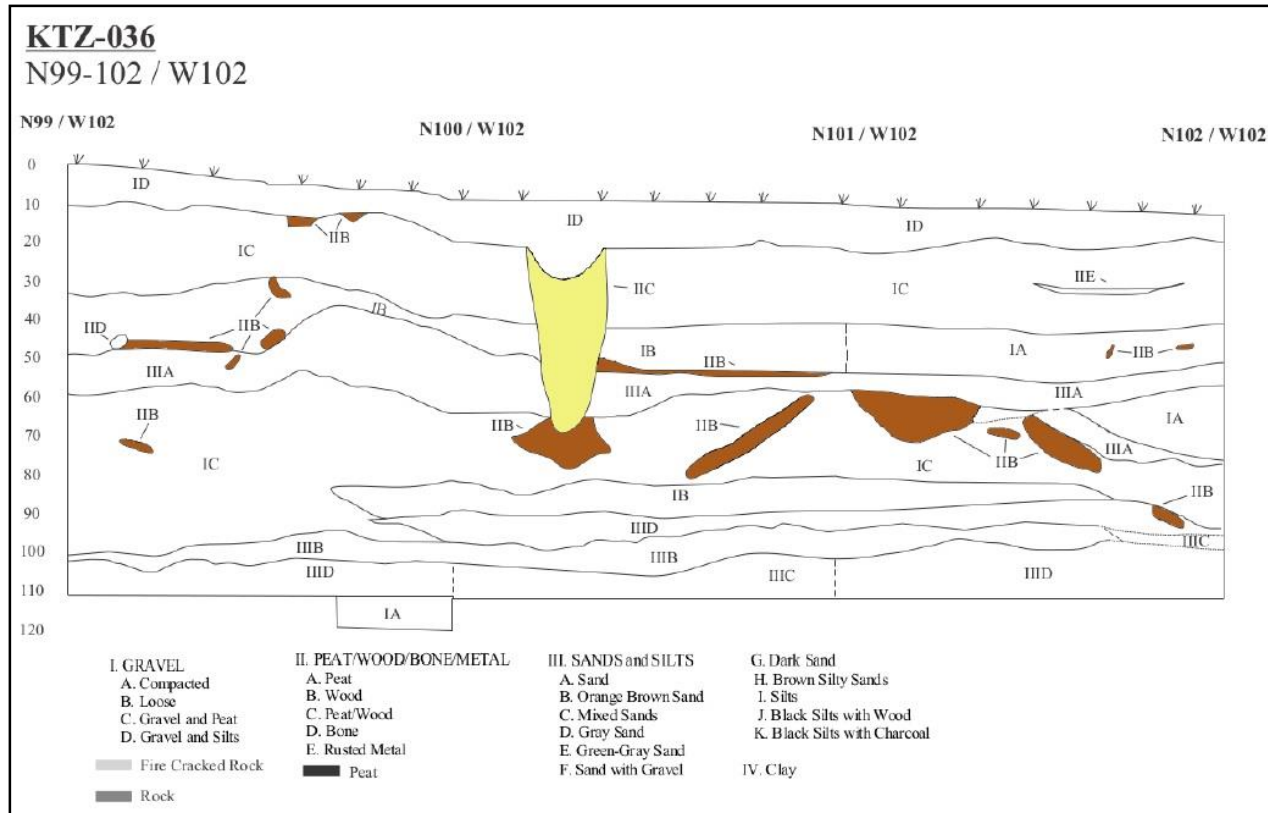 KTZ-036
N99-102 / W102
N99 / W102
N100 / W102
N101 / W102
N102 / W102
0
10
20
30
40
50
60
70
80
90
100
110
120
ID
ID
ID
IIB
IC
IIC
IC
IIE
IB
IID
IIB
IB
IIB
IA
IIB
IIIA
IIIA
IIIA
IIB
IIB
IIB
IA
IC
IC
IIB
IIIA
IB
IIB
IIID
IIIB
IIIB
IIIC
IIID
IIIC
IIID
IA
I. GRAVEL
A. Compacted
B. Loose
C. Gravel and Peat
D. Gravel and Silts
Fire Cracked Rock
Rock
II. PEAT/WOOD/BONE/METAL
A. Peat
B. Wood
C. Peat/Wood
D. Bone
E. Rusted Metal
Peat
III. SANDS and SILTS
A. Sand
B. Orange Brown Sand
C. Mixed Sands
D. Gray Sand
E. Green-Gray Sand
F. Sand with Gravel
G. Dark Sand
H. Brown Silty Sands
I. Silts
J. Black Silts with Wood
K. Black Silts with Charcoal
IV. Clay